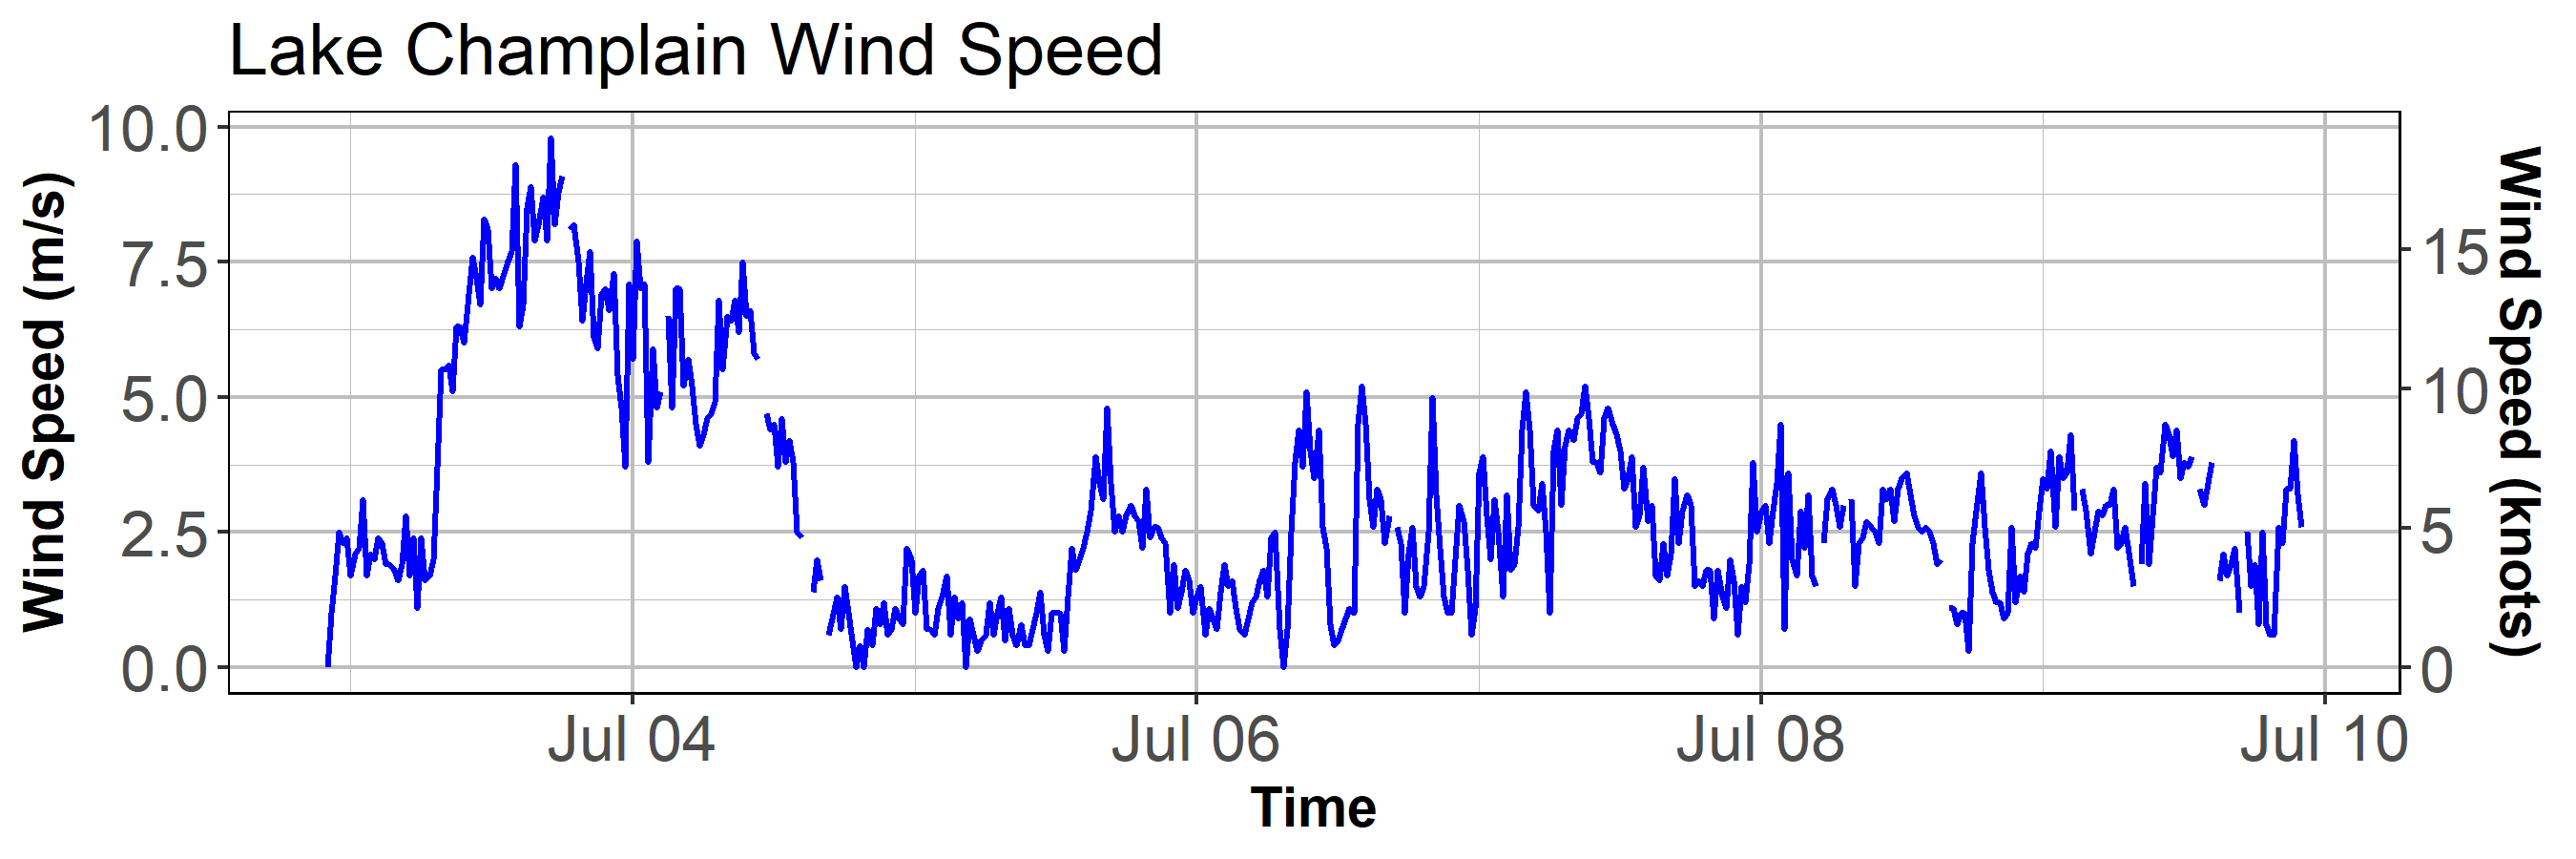 Lake Champlain Wind Speed
Wind Speed (m/s)
10.0
7.5
5.0
2.5
0.0
Wind Speed (knots)
15
10
5
0
Jul 04
Jul 06
Jul 08
Jul 10
Time